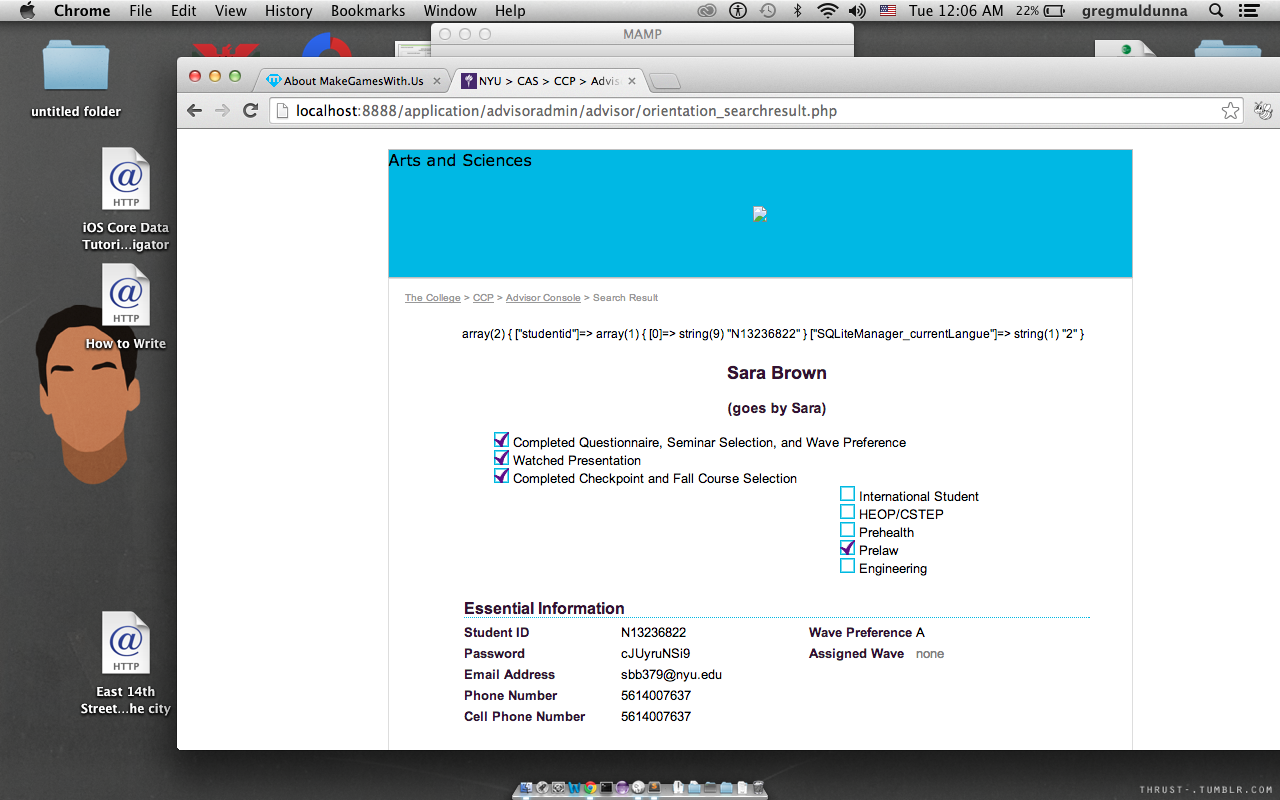 Chrome File Edit View History Bookmarks Window Help Tue 12:06 AM 22% gregmuldunna
MAMP
About MakeGamesWith.Us
NYU > CAS > CCP > Advis
localhost:8888/application/advisoradmin/advisor/orientation_searchresult.php
untitled folder
HTTP
iOS Core Data
Tutori...igator
HTTP
How to Write
HTTP
East 14th
Street...he city
Arts and Sciences
The College > CCP > Advisor Console > Search Result
array(2) { ["studentid"]=> array(1) { [0]=> string(9) "N13236822" } ["SQLiteManager_currentLangue"]=> string(1) "2" }
Sara Brown
(goes by Sara)
Completed Questionnaire, Seminar Selection, and Wave Preference
Watched Presentation
Completed Checkpoint and Fall Course Selection
International Student
HEOP/CSTEP
Prehealth
Prelaw
Engineering
Essential Information
Student ID N13236822 Wave Preference A
Password cJUyruNSi9 Assigned Wave none
Email Address sbb379@nyu.edu
Phone Number 5614007637
Cell Phone Number 5614007637
THRUST-.TUMBLR.COM